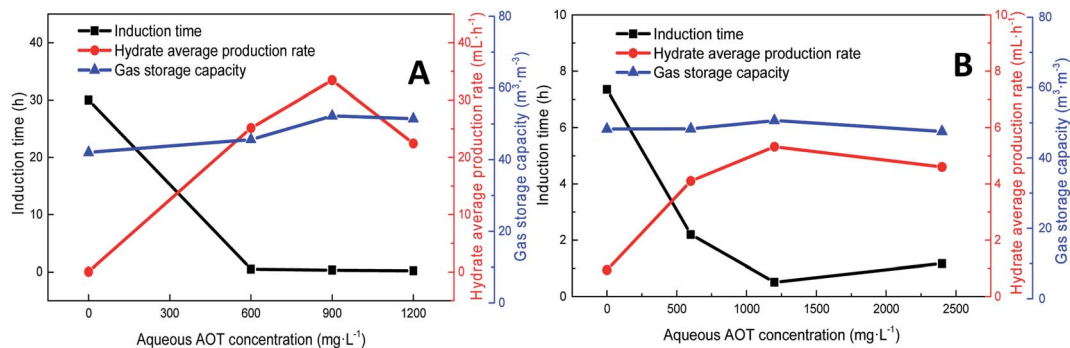 A
Induction time
Hydrate average production rate
Gas storage capacity
Induction time (h)
40
30
20
10
0
0
300
600
900
1200
Aqueous AOT concentration (mg·L⁻¹)
Hydrate average production rate (mL·h⁻¹)
40
30
20
10
0
Gas storage capacity (m³·m⁻³)
80
60
40
20
0
B
Induction time
Hydrate average production rate
Gas storage capacity
Induction time (h)
10
8
6
4
2
0
0
500
1000
1500
2000
2500
Aqueous AOT concentration (mg·L⁻¹)
Hydrate average production rate (mL·h⁻¹)
10
8
6
4
2
0
Gas storage capacity (m³·m⁻³)
80
60
40
20
0